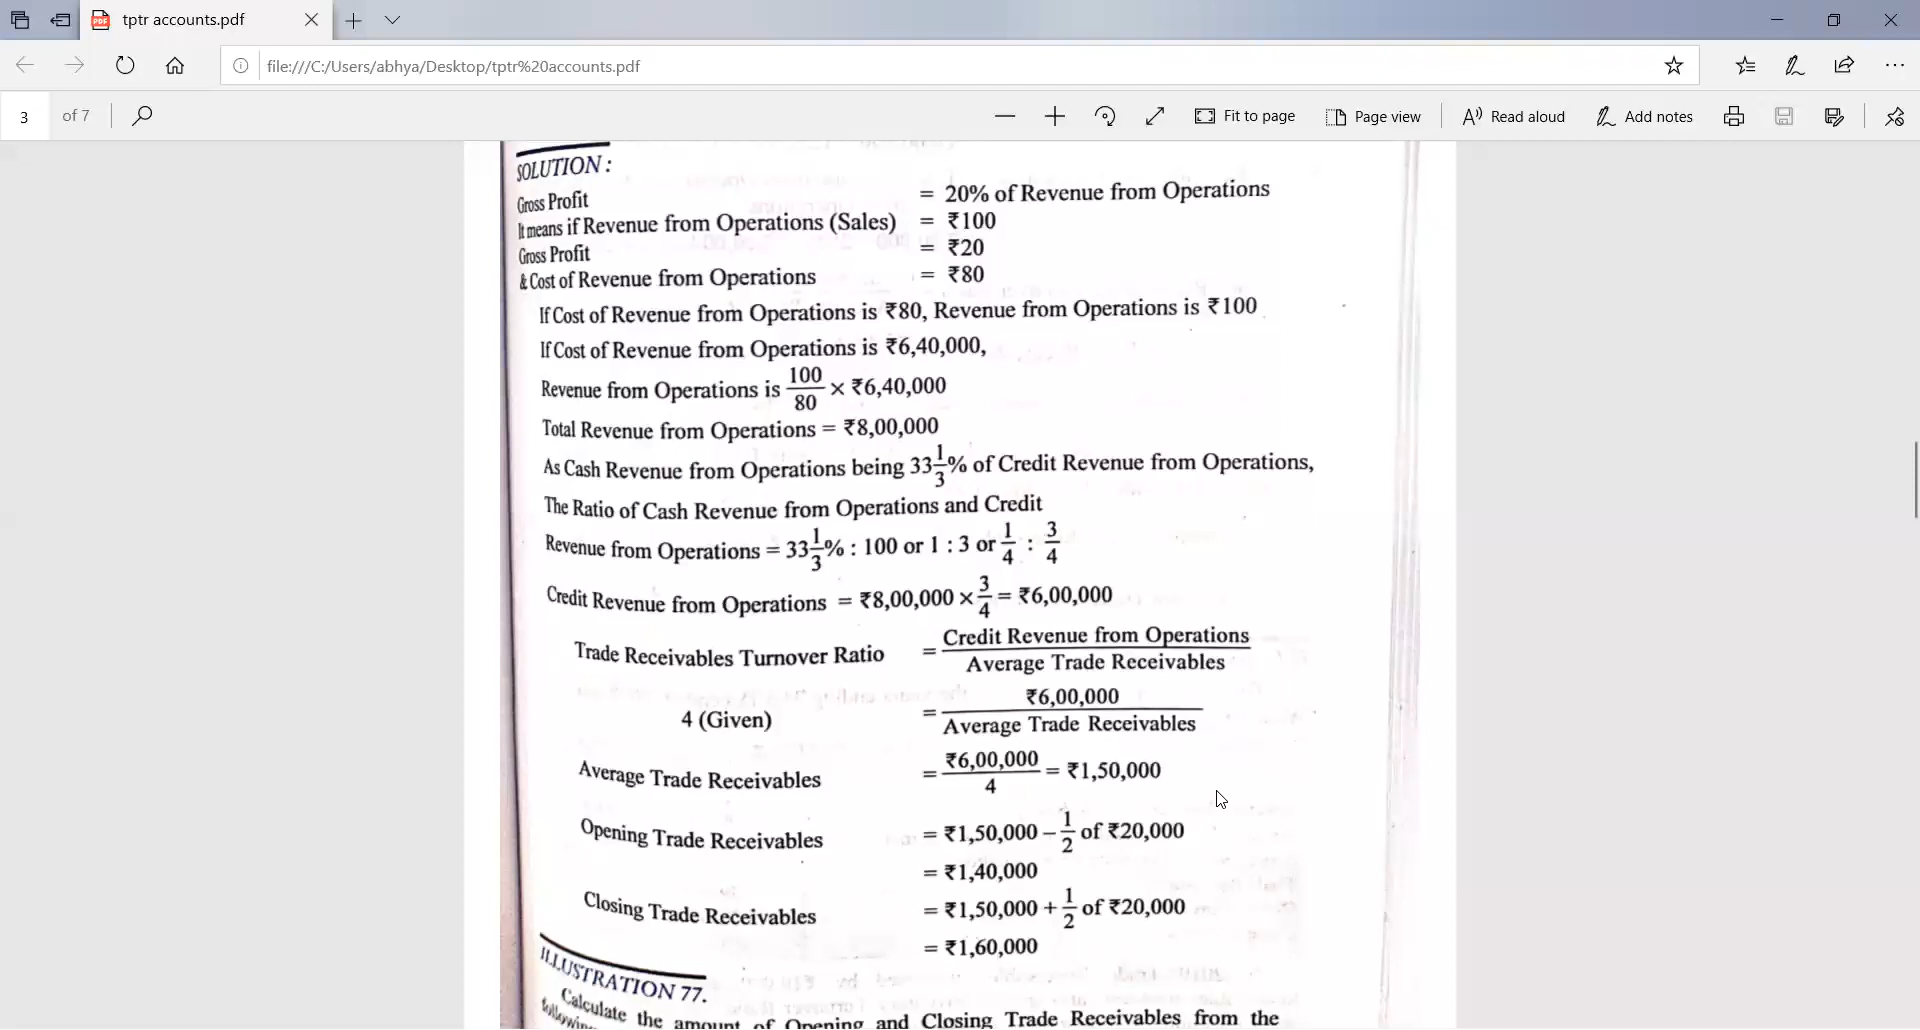 tptr accounts.pdf
file:///C:/Users/abhya/Desktop/tptr%20accounts.pdf
3 of 7
Fit to page
Page view
Read aloud
Add notes
SOLUTION :
Gross Profit = 20% of Revenue from Operations
It means if Revenue from Operations (Sales) = ₹100
Gross Profit = ₹20
& Cost of Revenue from Operations = ₹80
If Cost of Revenue from Operations is ₹80, Revenue from Operations is ₹100
If Cost of Revenue from Operations is ₹6,40,000,
Revenue from Operations is 100/80 × ₹6,40,000
Total Revenue from Operations = ₹8,00,000
As Cash Revenue from Operations being 33 1/3% of Credit Revenue from Operations,
The Ratio of Cash Revenue from Operations and Credit
Revenue from Operations = 33 1/3% : 100 or 1 : 3 or 1/4 : 3/4
Credit Revenue from Operations = ₹8,00,000 × 3/4 = ₹6,00,000
Trade Receivables Turnover Ratio = Credit Revenue from Operations / Average Trade Receivables
4 (Given) = ₹6,00,000 / Average Trade Receivables
Average Trade Receivables = ₹6,00,000 / 4 = ₹1,50,000
Opening Trade Receivables = ₹1,50,000 – 1/2 of ₹20,000
= ₹1,40,000
Closing Trade Receivables = ₹1,50,000 + 1/2 of ₹20,000
= ₹1,60,000
ILLUSTRATION 77.
Calculate the amount of Opening and Closing Trade Receivables from the